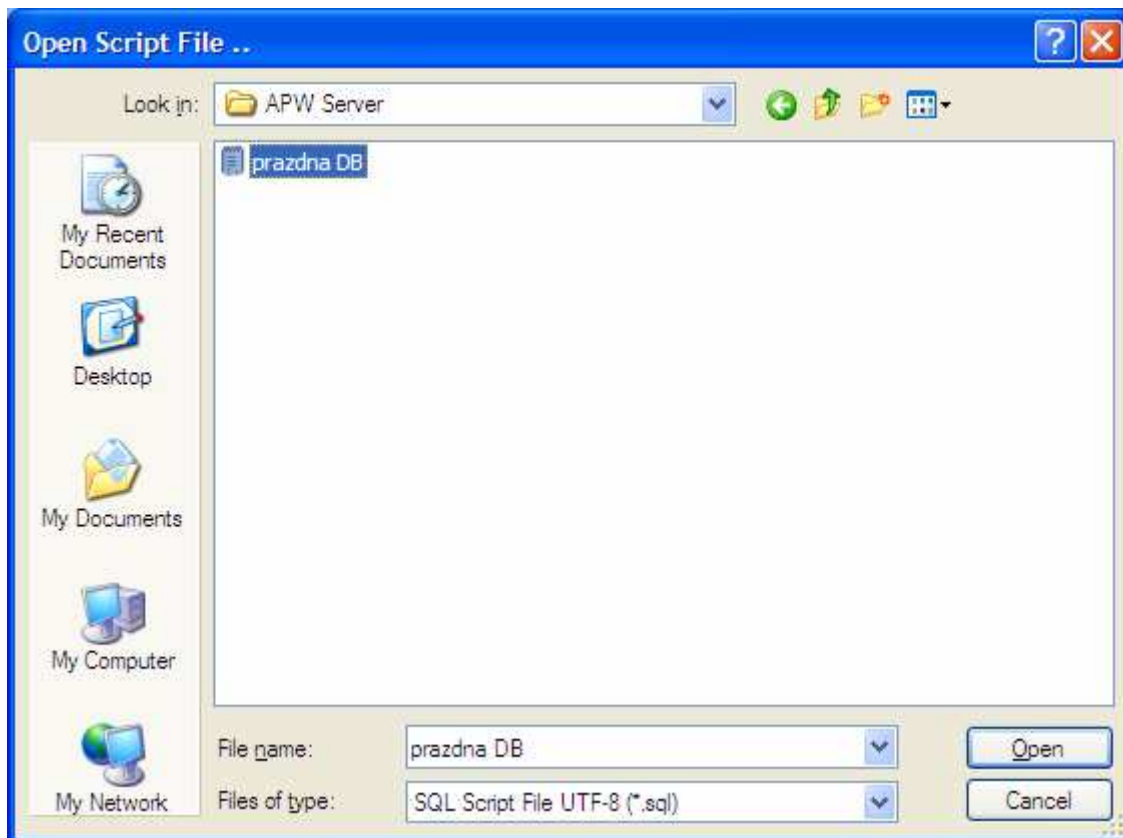 Open Script File ..
Look in:
APW Server
prazdna DB
My Recent
Documents
Desktop
My Documents
My Computer
My Network
File name:
prazdna DB
Open
Files of type:
SQL Script File UTF-8 (*.sql)
Cancel